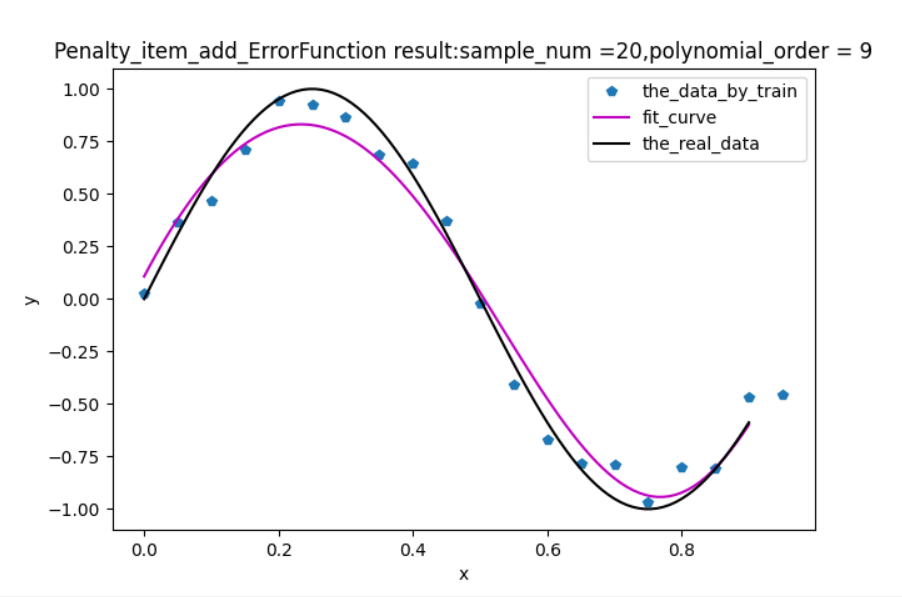 Penalty_item_add_ErrorFunction result:sample_num =20,polynomial_order = 9
the_data_by_train
fit_curve
the_real_data
1.00
0.75
0.50
0.25
0.00
−0.25
−0.50
−0.75
−1.00
y
0.0 0.2 0.4 0.6 0.8
x